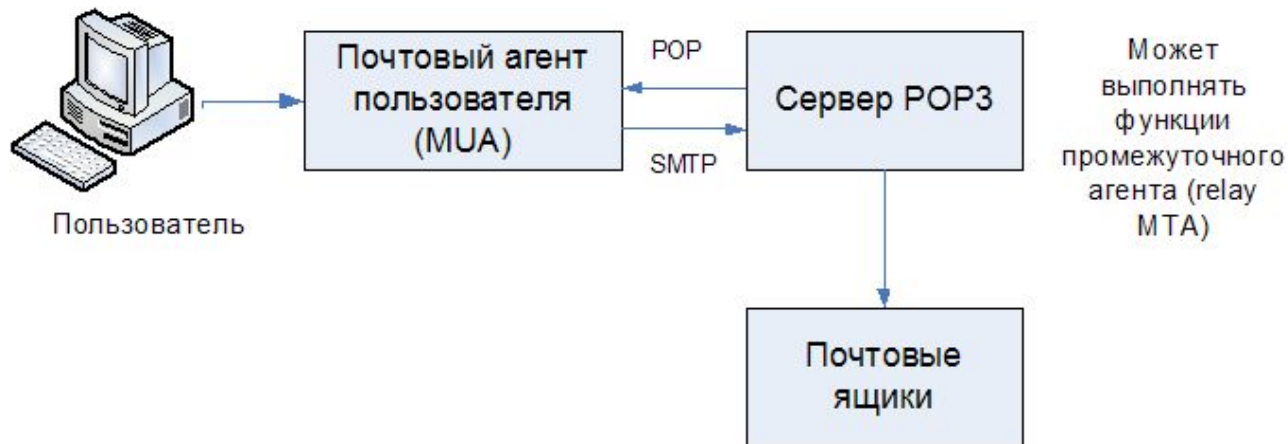 Почтовый агент
пользователя
(MUA)
POP
SMTP
Сервер POP3
Может
выполнять
функции
промежуточного
агента (relay
MTA)
Пользователь
Почтовые
ящики